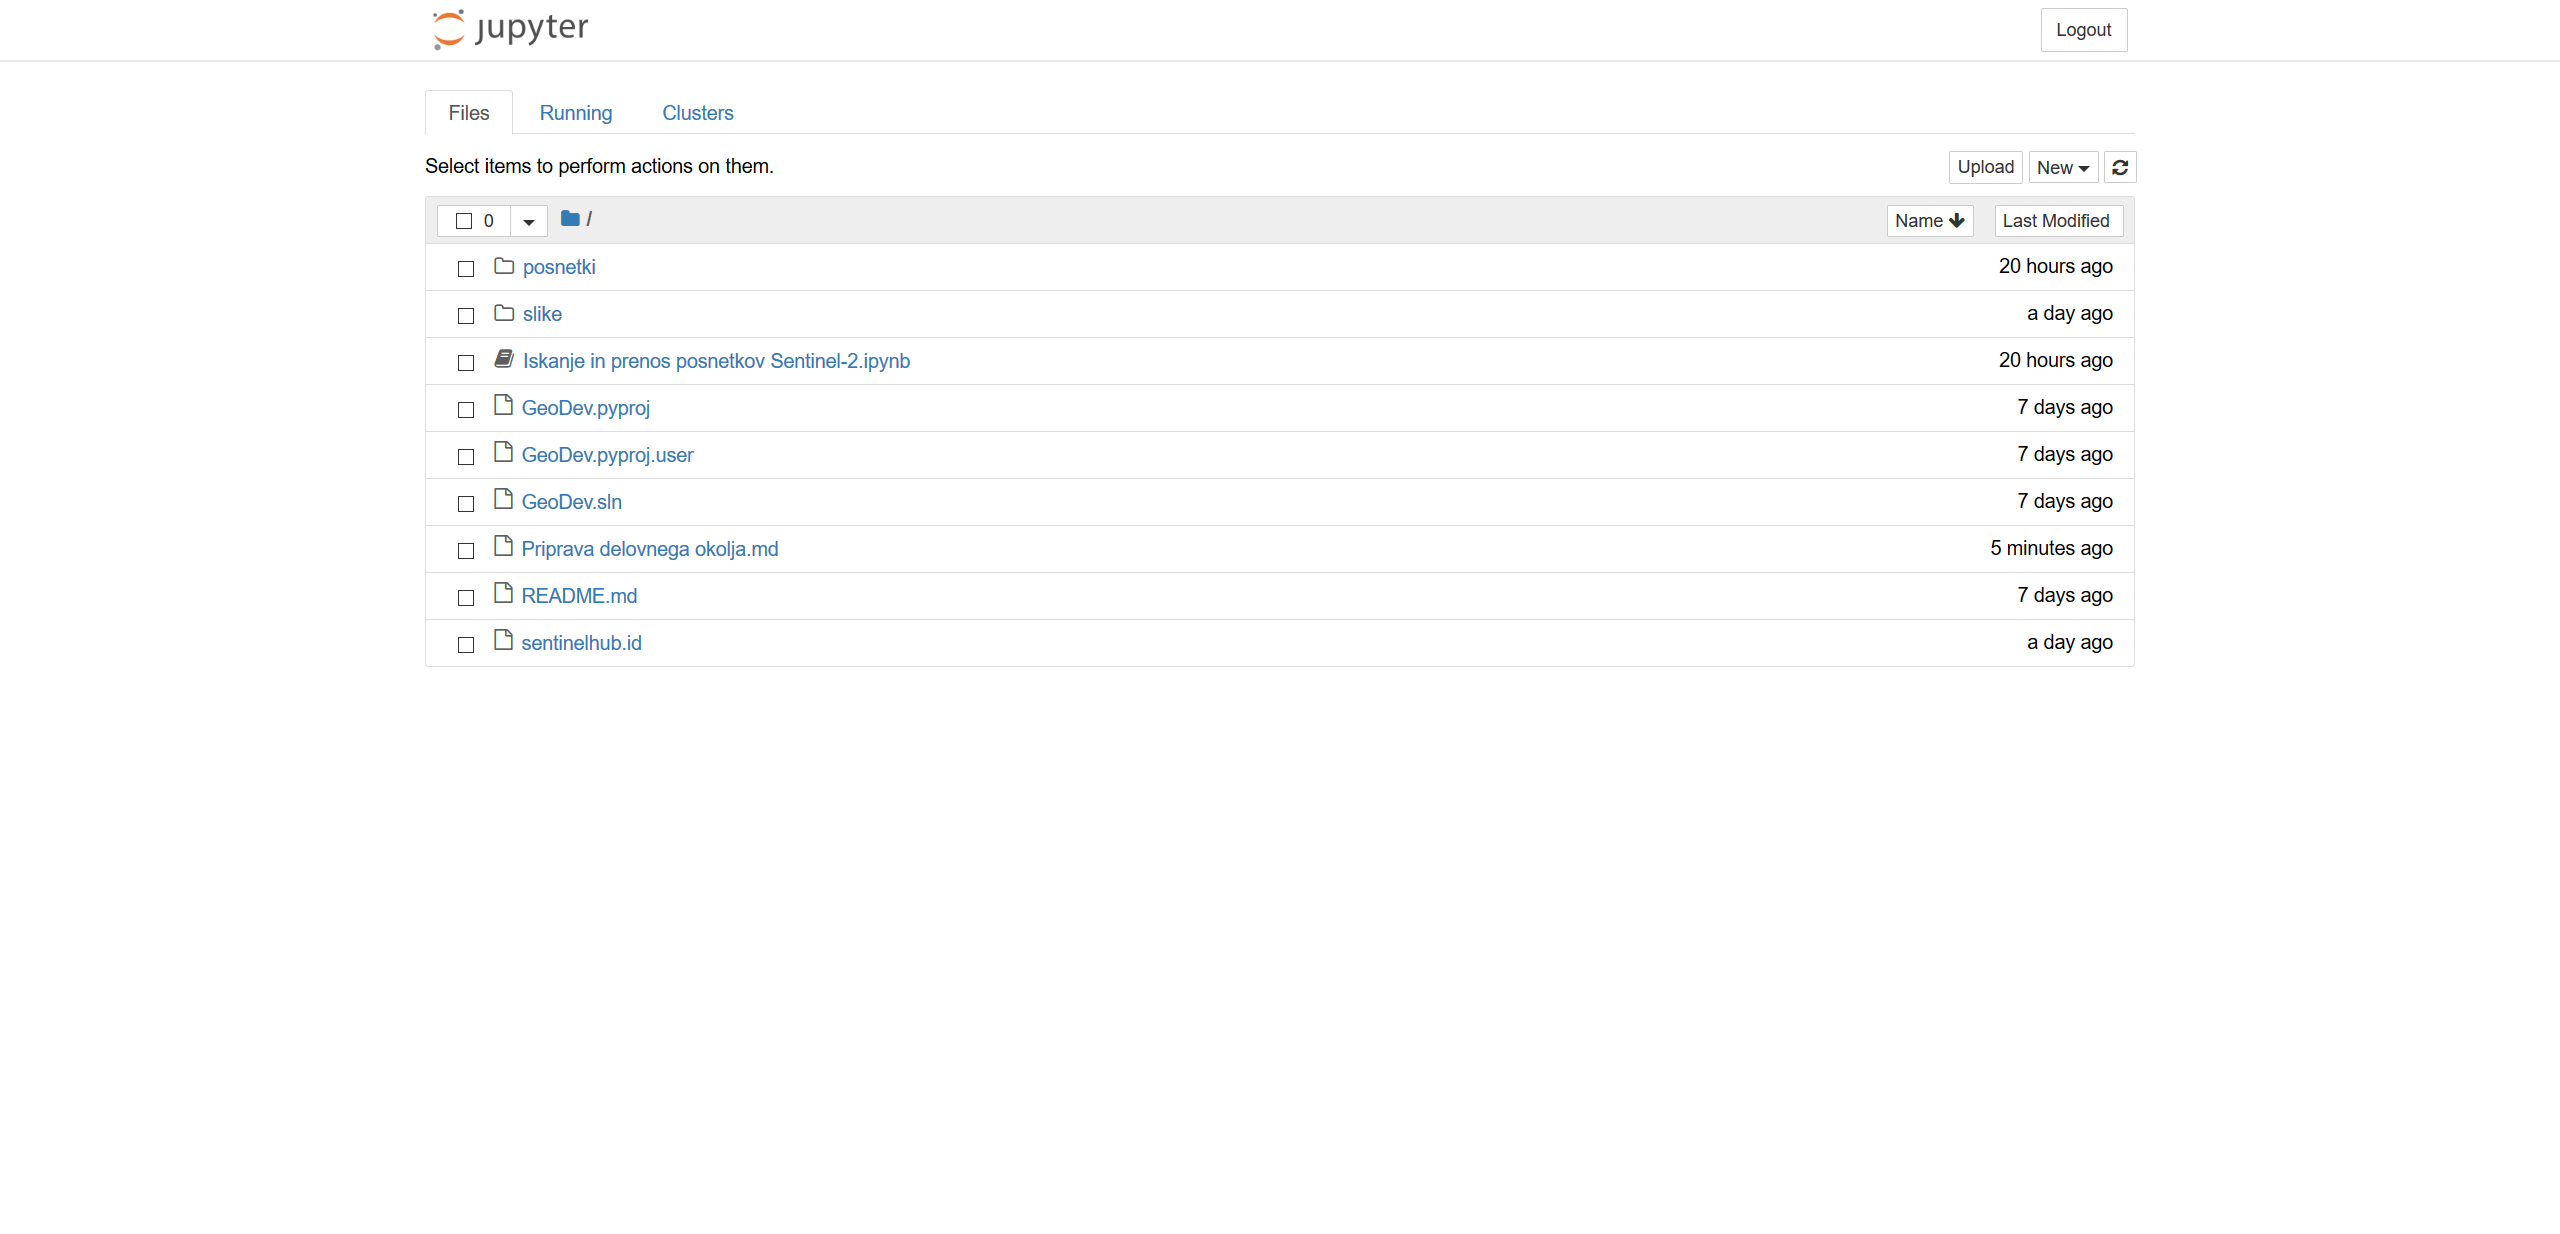 jupyter
Logout
Files Running Clusters
Select items to perform actions on them.
Upload New
0 / Name Last Modified
posnetki 20 hours ago
slike a day ago
Iskanje in prenos posnetkov Sentinel-2.ipynb 20 hours ago
GeoDev.pyproj 7 days ago
GeoDev.pyproj.user 7 days ago
GeoDev.sln 7 days ago
Priprava delovnega okolja.md 5 minutes ago
README.md 7 days ago
sentinelhub.id a day ago